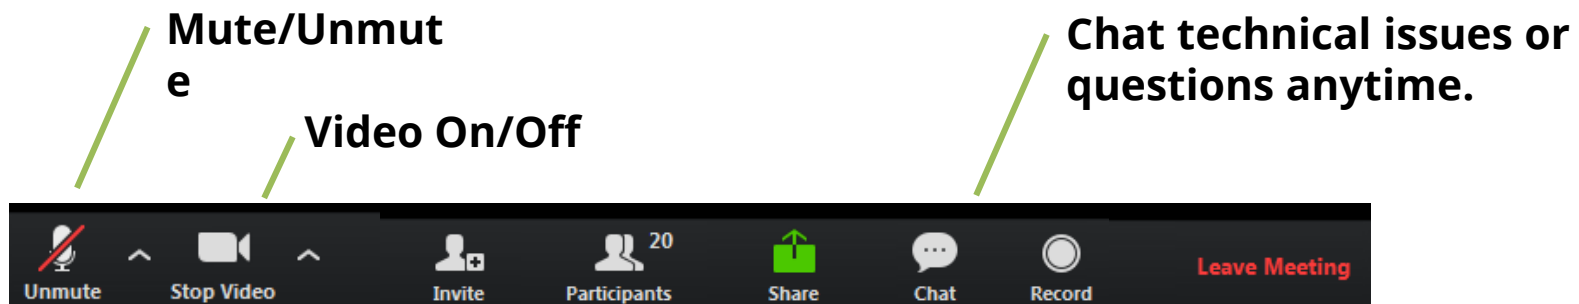 Mute/Unmut
e
Video On/Off
Chat technical issues or
questions anytime.
20
Unmute
Stop Video
Invite
Participants
Share
Chat
Record
Leave Meeting